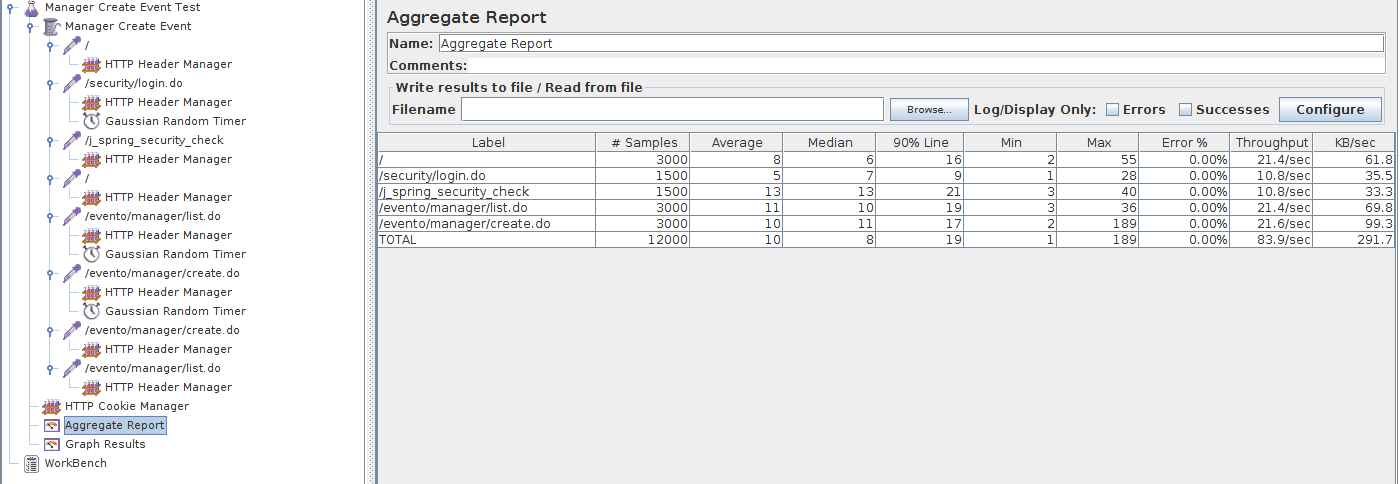 Manager Create Event Test
Manager Create Event
/
HTTP Header Manager
/security/login.do
HTTP Header Manager
Gaussian Random Timer
/j_spring_security_check
HTTP Header Manager
/
HTTP Header Manager
/evento/manager/list.do
HTTP Header Manager
Gaussian Random Timer
/evento/manager/create.do
HTTP Header Manager
Gaussian Random Timer
/evento/manager/create.do
HTTP Header Manager
/evento/manager/list.do
HTTP Header Manager
HTTP Cookie Manager
Aggregate Report
Graph Results
WorkBench
Aggregate Report
Name: Aggregate Report
Comments:
Write results to file / Read from file
Filename Browse... Log/Display Only: Errors Successes Configure
Label # Samples Average Median 90% Line Min Max Error % Throughput KB/sec
/ 3000 8 6 16 2 55 0.00% 21.4/sec 61.8
/security/login.do 1500 5 7 9 1 28 0.00% 10.8/sec 35.5
/j_spring_security_check 1500 13 13 21 3 40 0.00% 10.8/sec 33.3
/evento/manager/list.do 3000 11 10 19 3 36 0.00% 21.4/sec 69.8
/evento/manager/create.do 3000 10 11 17 2 189 0.00% 21.6/sec 99.3
TOTAL 12000 10 8 19 1 189 0.00% 83.9/sec 291.7